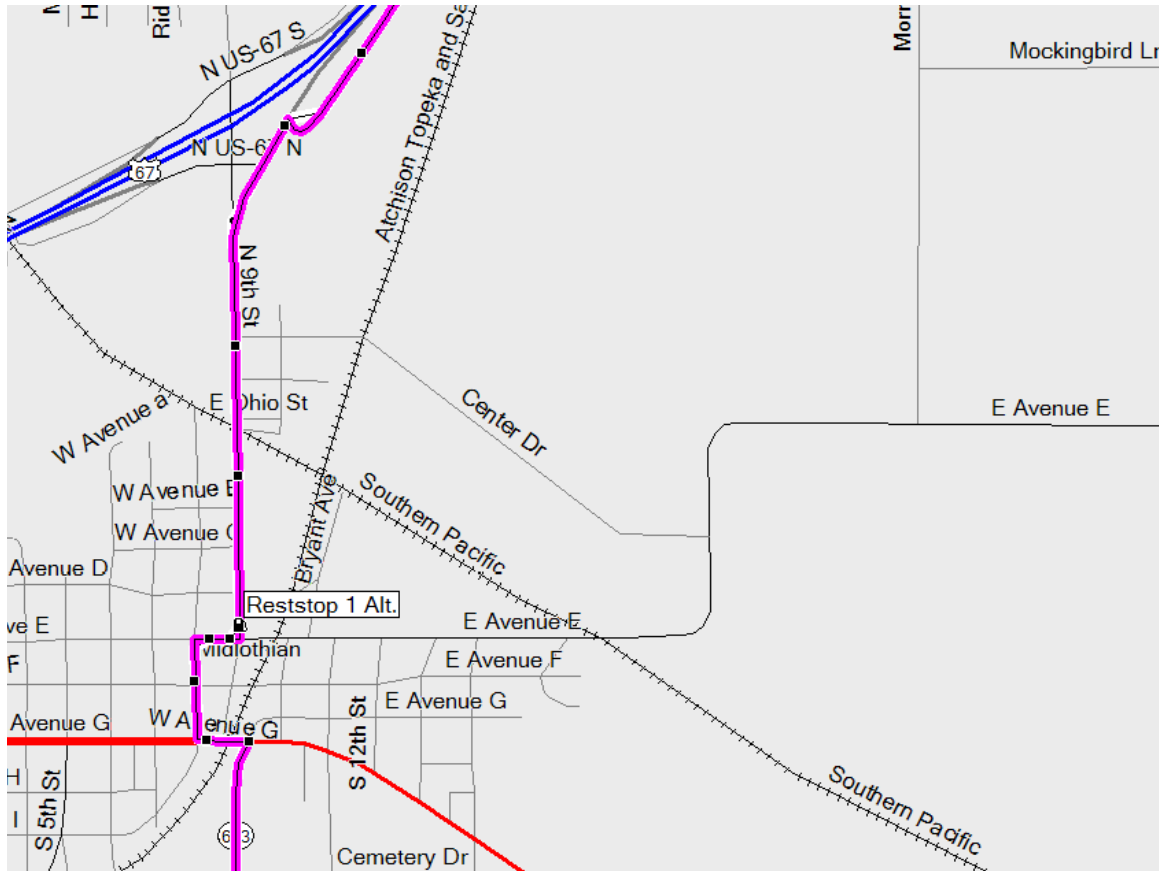 N US-67 S
Mockingbird Ln
Atchison Topeka and Sa
N US-67 N
67
N 9th St
E Ohio St
W Avenue a
Center Dr
E Avenue E
Southern Pacific
W Avenue
W Avenue
Bryant Ave
Avenue D
Reststop 1 Alt.
ve E
E Avenue E
Midlothian
F
E Avenue F
E Avenue G
Avenue G
W Avenue G
S 12th St
H
I
S 5th St
Southern Pacific
Cemetery Dr